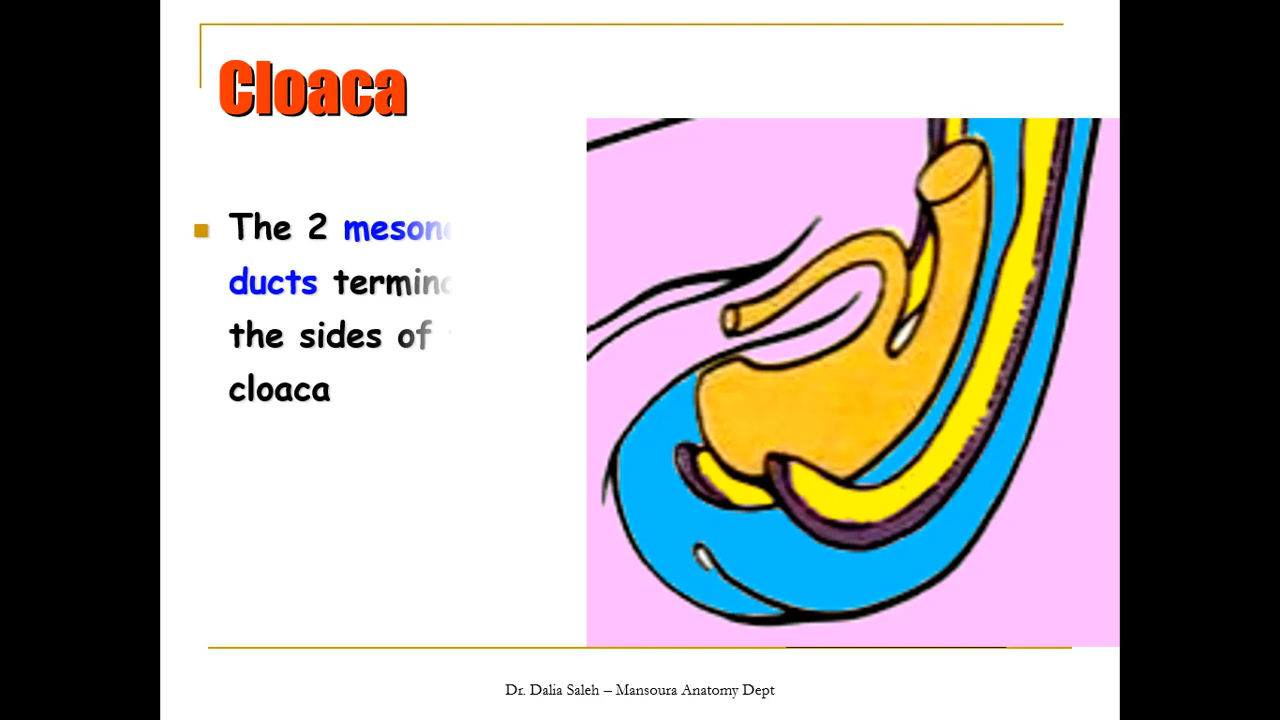 Cloaca
The 2
ducts
the sides of
cloaca
Dr. Dalia Saleh – Mansoura Anatomy Dept